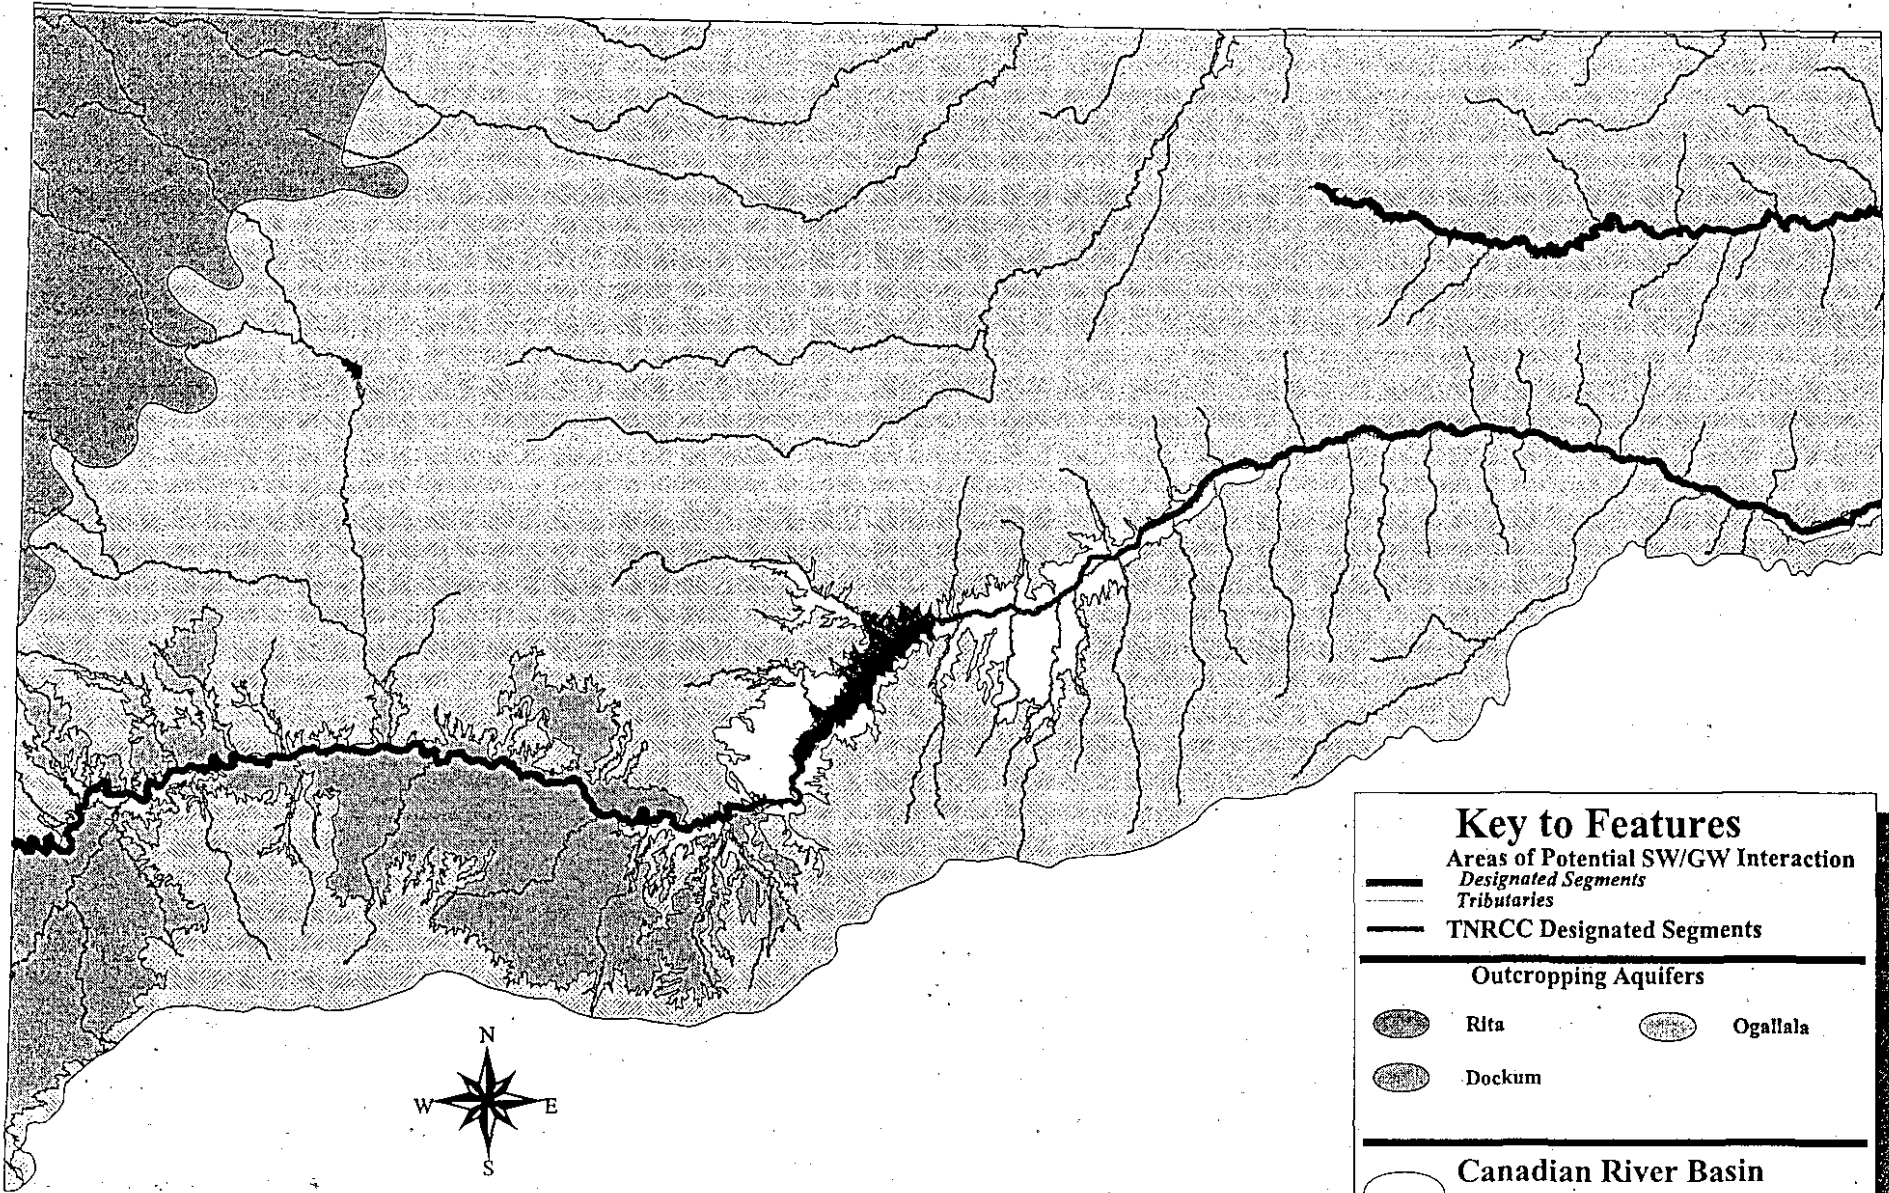 N
W E
S
Key to Features
Areas of Potential SW/GW Interaction
Designated Segments
Tributaries
TNRCC Designated Segments
Outcropping Aquifers
Rita Ogallala
Dockum
Canadian River Basin